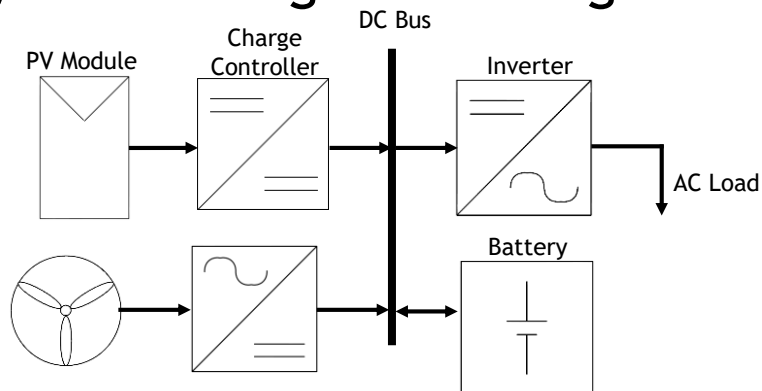 DC Bus
PV Module
Charge
Controller
Inverter
AC Load
Battery